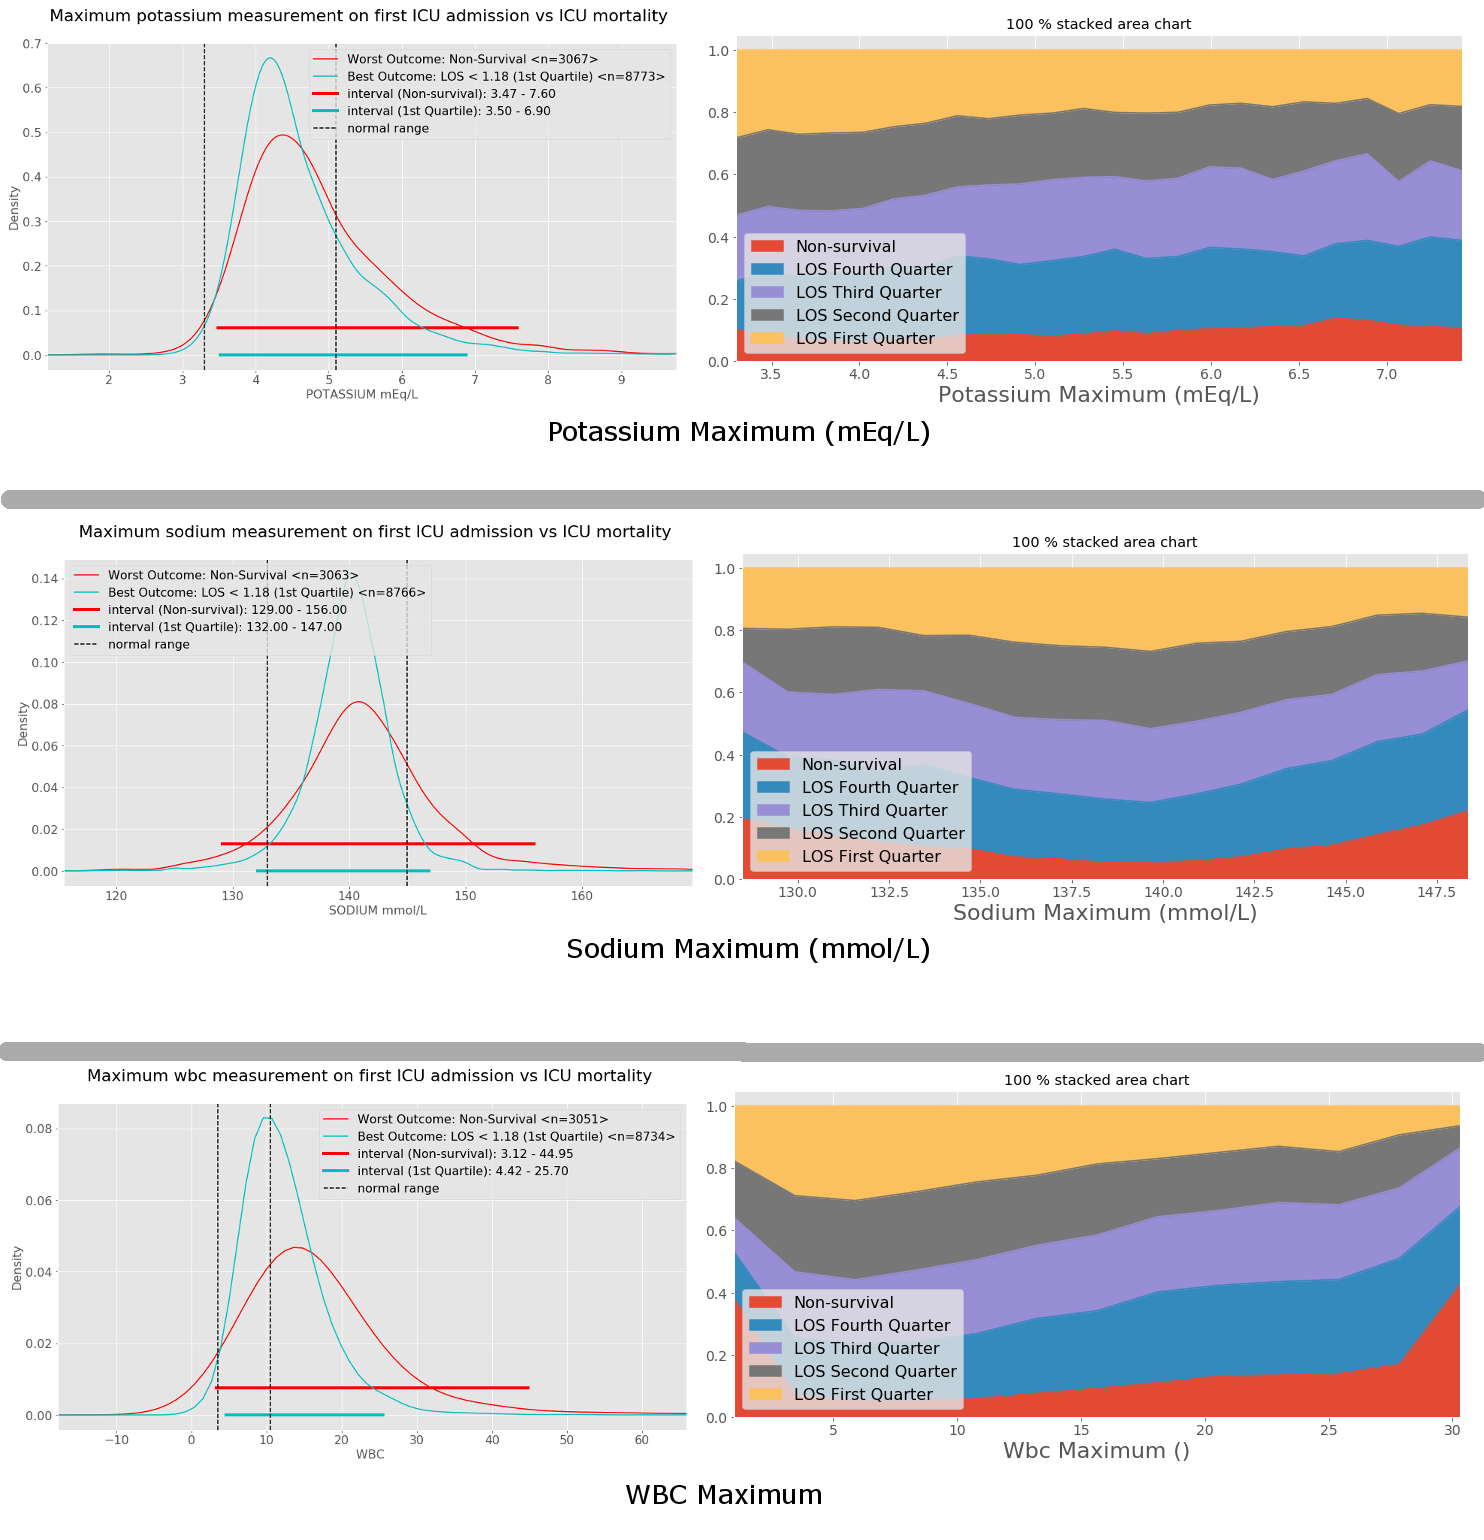 Maximum potassium measurement on first ICU admission vs ICU mortality
Worst Outcome: Non-Survival <n=3067>
Best Outcome: LOS < 1.18 (1st Quartile) <n=8773>
interval (Non-survival): 3.47 - 7.60
interval (1st Quartile): 3.50 - 6.90
normal range
0.7
0.6
0.5
0.4
0.3
0.2
0.1
0.0
Density
2 3 4 5 6 7 8 9
POTASSIUM mEq/L
100 % stacked area chart
1.0
0.8
0.6
0.4
0.2
0.0
Non-survival
LOS Fourth Quarter
LOS Third Quarter
LOS Second Quarter
LOS First Quarter
3.5 4.0 4.5 5.0 5.5 6.0 6.5 7.0
Potassium Maximum (mEq/L)
Potassium Maximum (mEq/L)
Maximum sodium measurement on first ICU admission vs ICU mortality
Worst Outcome: Non-Survival <n=3063>
Best Outcome: LOS < 1.18 (1st Quartile) <n=8766>
interval (Non-survival): 129.00 - 156.00
interval (1st Quartile): 132.00 - 147.00
normal range
0.14
0.12
0.10
0.08
0.06
0.04
0.02
0.00
Density
120 130 140 150 160
SODIUM mmol/L
100 % stacked area chart
1.0
0.8
0.6
0.4
0.2
0.0
Non-survival
LOS Fourth Quarter
LOS Third Quarter
LOS Second Quarter
LOS First Quarter
130.0 132.5 135.0 137.5 140.0 142.5 145.0 147.5
Sodium Maximum (mmol/L)
Sodium Maximum (mmol/L)
Maximum wbc measurement on first ICU admission vs ICU mortality
Worst Outcome: Non-Survival <n=3051>
Best Outcome: LOS < 1.18 (1st Quartile) <n=8734>
interval (Non-survival): 3.12 - 44.95
interval (1st Quartile): 4.42 - 25.70
normal range
0.08
0.06
0.04
0.02
0.00
Density
−10 0 10 20 30 40 50 60
WBC
100 % stacked area chart
1.0
0.8
0.6
0.4
0.2
0.0
Non-survival
LOS Fourth Quarter
LOS Third Quarter
LOS Second Quarter
LOS First Quarter
5 10 15 20 25 30
Wbc Maximum ()
WBC Maximum